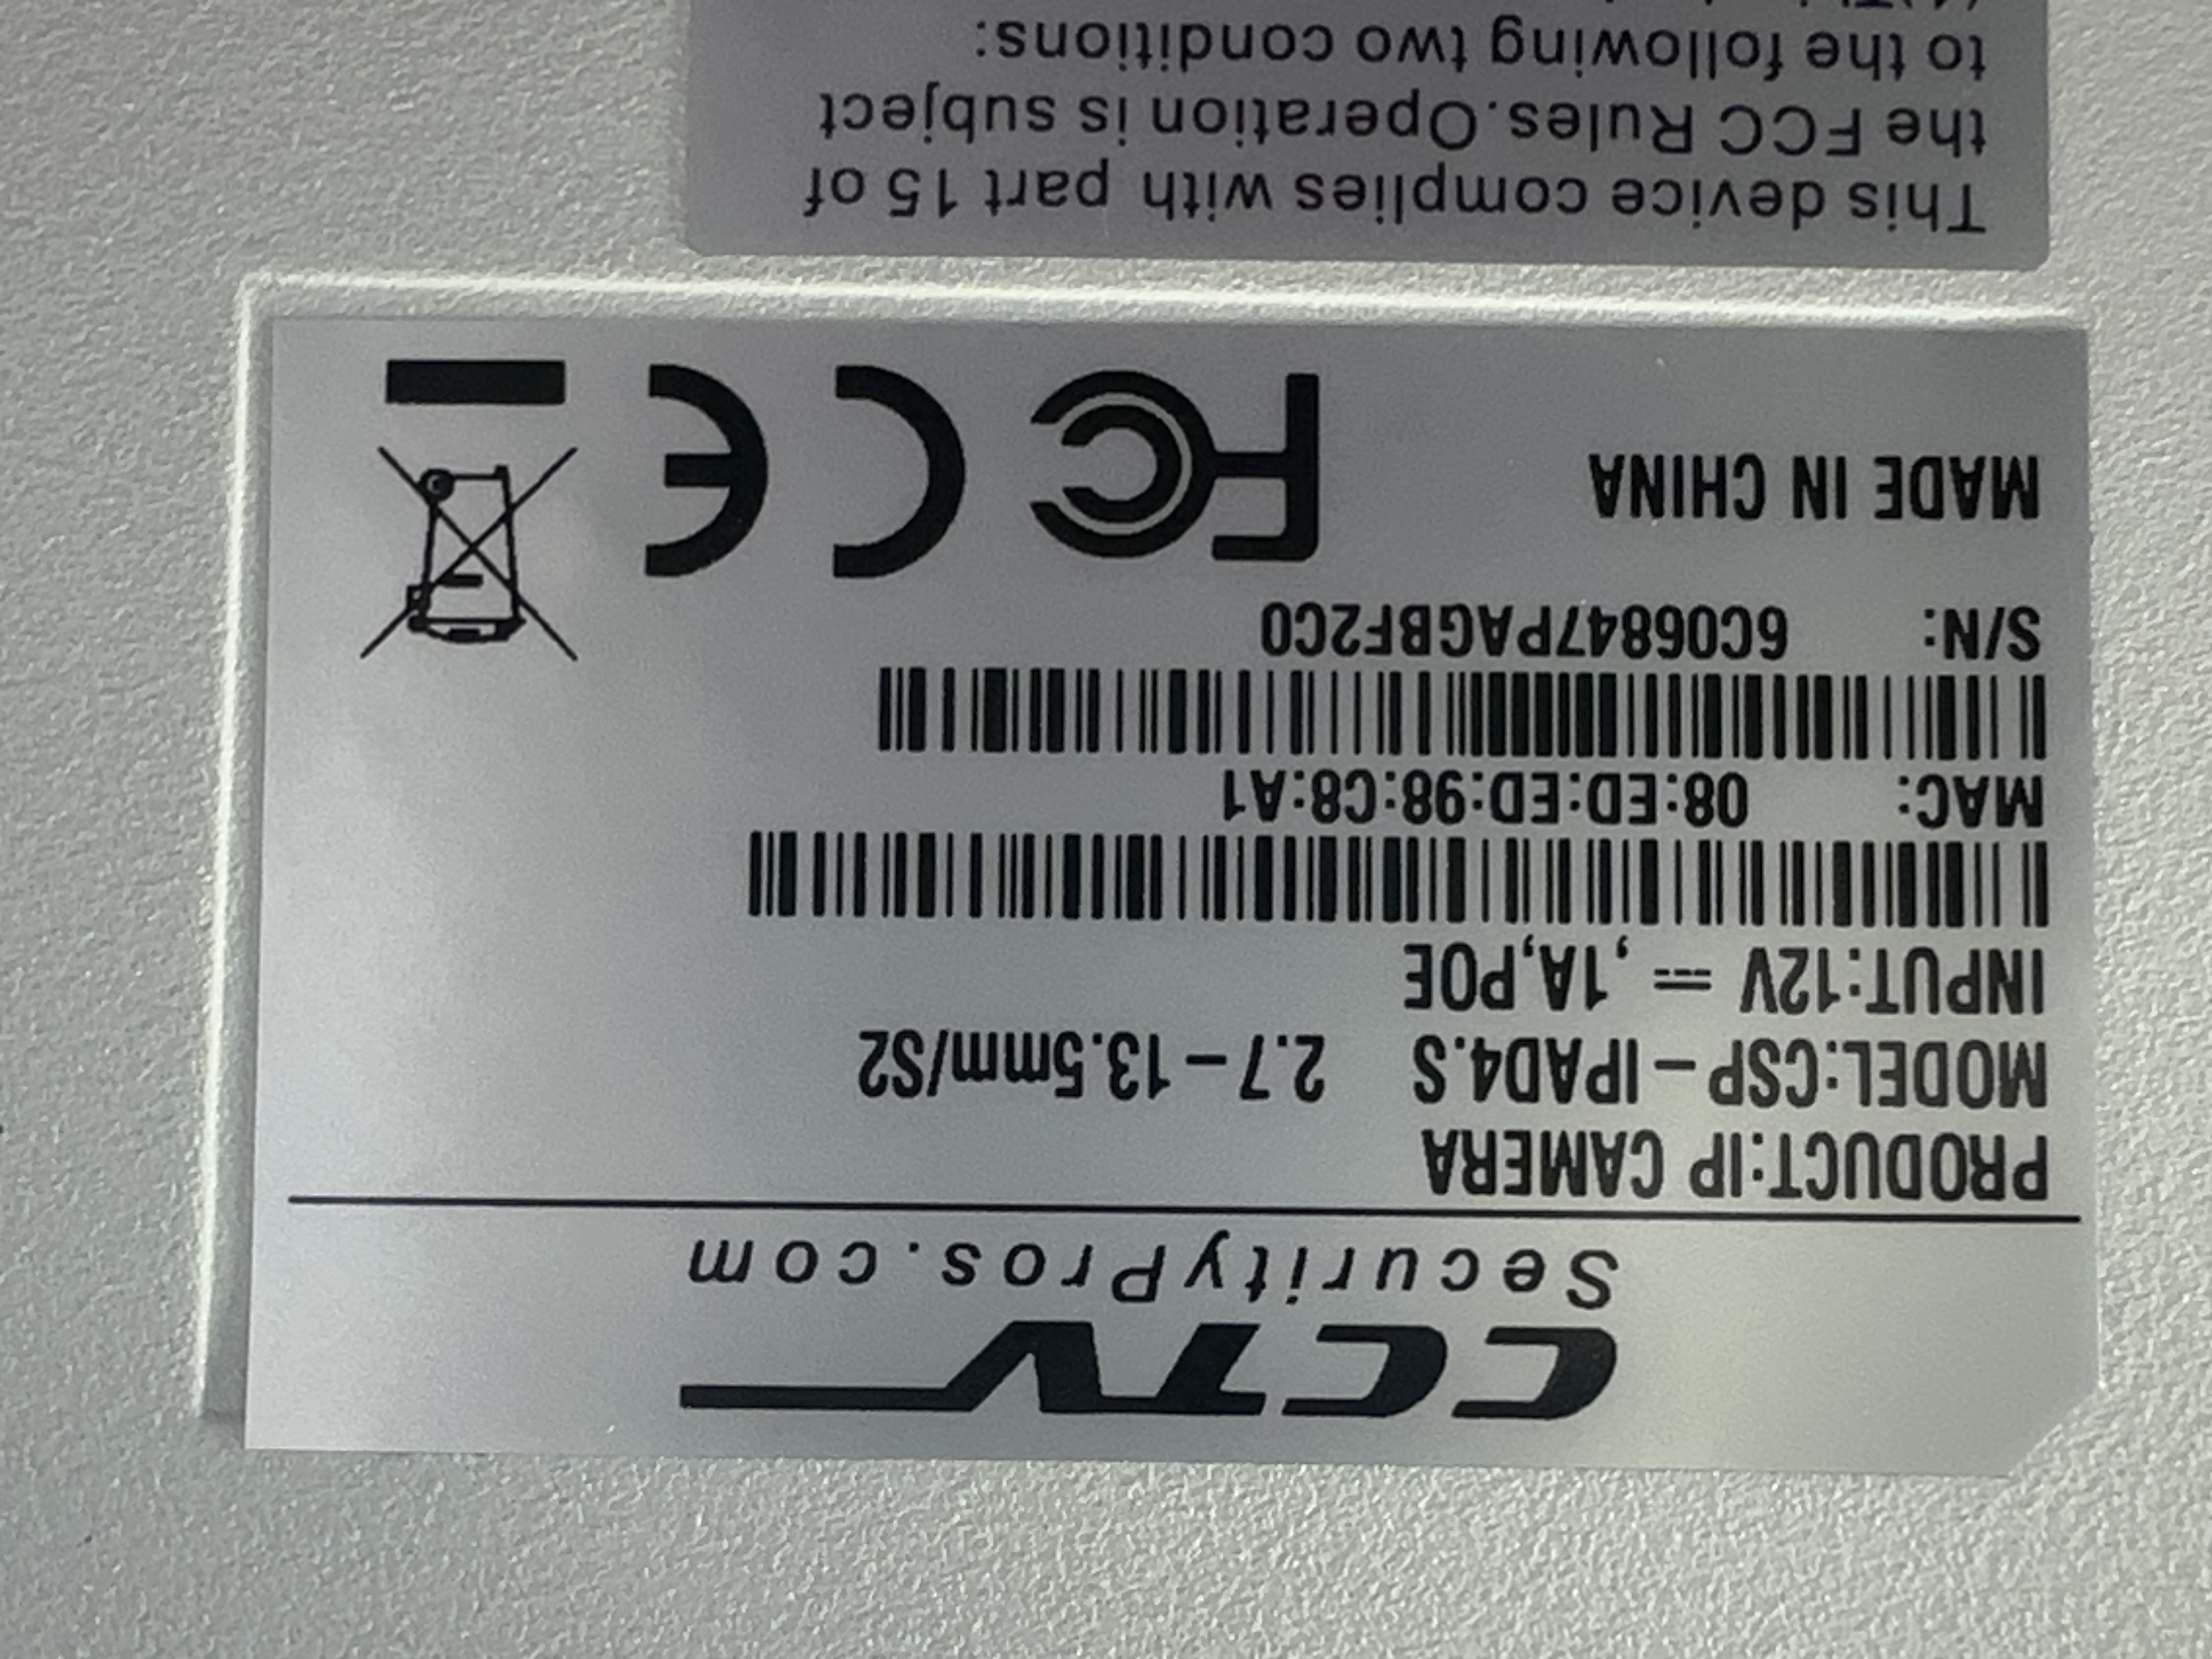 CCTV
SecurityPros.com
PRODUCT:IP CAMERA
MODEL:CSP-IPAD4.S 2.7-13.5mm/S2
INPUT:12V ⎓ ,1A,POE
MAC: 08:ED:ED:98:C8:A1
S/N: 6C06847PAGBF2C0
MADE IN CHINA FC CE
This device complies with part 15 of
the FCC Rules.Operation is subject
to the following two conditions: